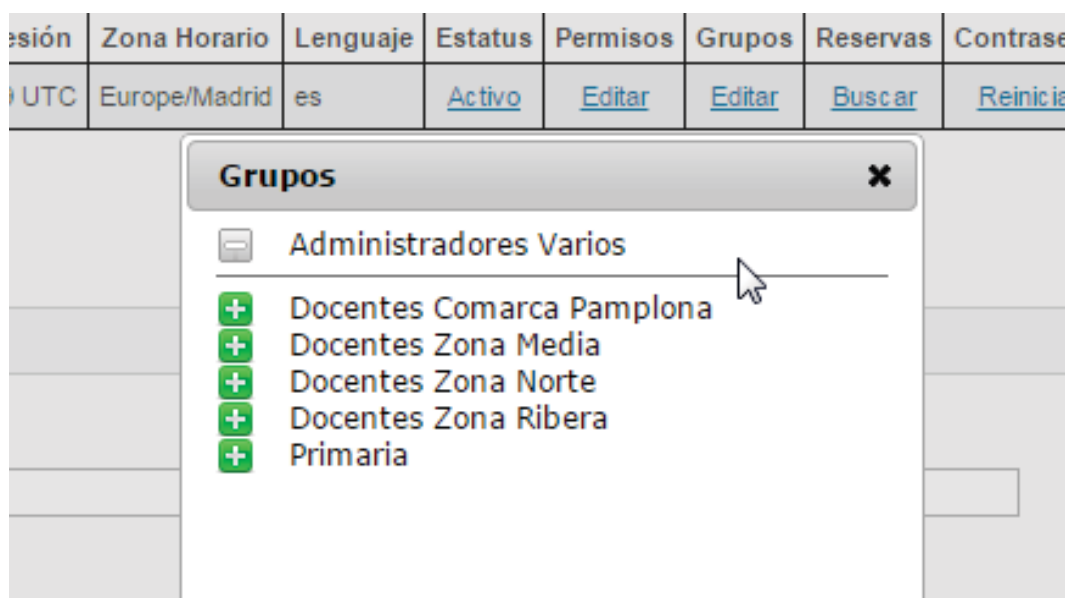 esión Zona Horario Lenguaje Estatus Permisos Grupos Reservas Contrase
UTC Europe/Madrid es Activo Editar Editar Buscar Reinicia
Grupos
Administradores Varios
Docentes Comarca Pamplona
Docentes Zona Media
Docentes Zona Norte
Docentes Zona Ribera
Primaria